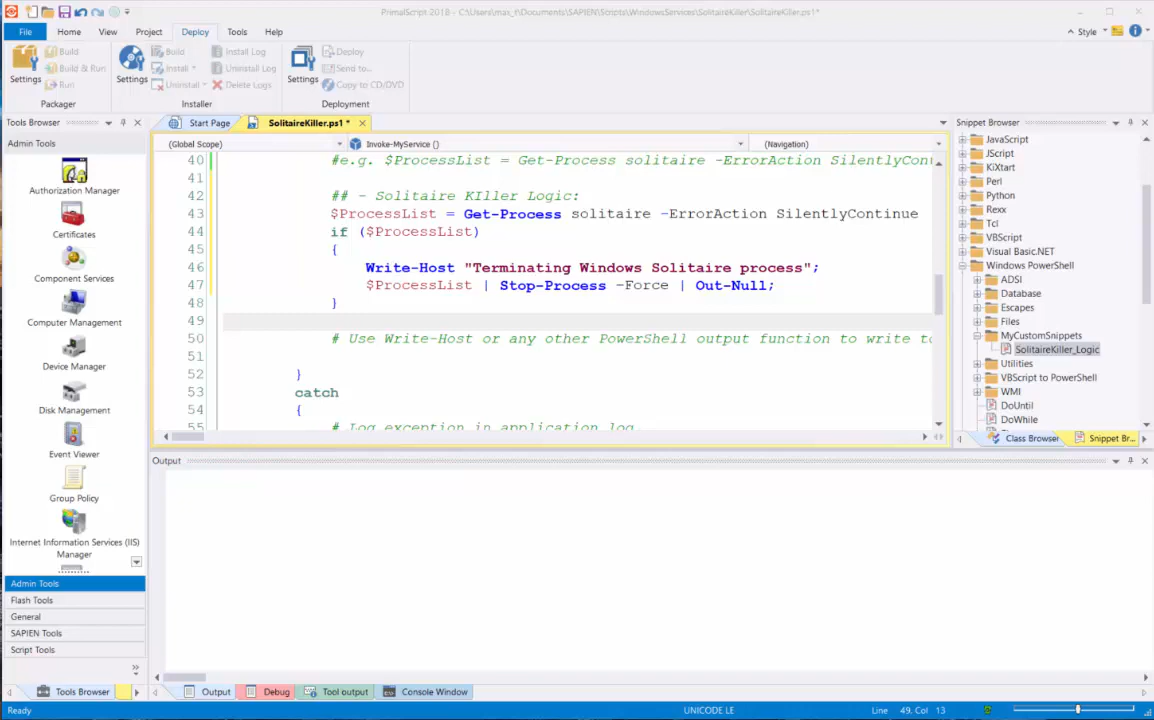 PrimalScript 2018 - C:\Users\mas_f\Documents\SAPIEN\Scripts\WindowsServices\SolitaireKiller\SolitaireKiller.ps1*
File Home View Project Deploy Tools Help Style
Settings Build Build & Run Run
Packager
Settings Build Install Uninstall Install Log Uninstall Log Delete Logs
Installer
Settings Deploy Send to... Copy to CD/DVD
Deployment
Tools Browser
Admin Tools
Authorization Manager
Certificates
Component Services
Computer Management
Device Manager
Disk Management
Event Viewer
Group Policy
Internet Information Services (IIS)
Manager
Admin Tools
Flash Tools
General
SAPIEN Tools
Script Tools
Tools Browser
Start Page SolitaireKiller.ps1 *
(Global Scope) Invoke-MyService () (Navigation)
40 #e.g. $ProcessList = Get-Process solitaire -ErrorAction SilentlyCont
41
42 ## - Solitaire KIller Logic:
43 $ProcessList = Get-Process solitaire -ErrorAction SilentlyContinue
44 if ($ProcessList)
45 {
46 Write-Host "Terminating Windows Solitaire process";
47 $ProcessList | Stop-Process -Force | Out-Null;
48 }
49
50 # Use Write-Host or any other PowerShell output function to write to
51
52 }
53 catch
54 {
55 # Log exception in application log
Output
Output Debug Tool output Console Window
Snippet Browser
JavaScript
JScript
KiXtart
Perl
Python
Rexx
Tcl
VBScript
Visual Basic.NET
Windows PowerShell
ADSI
Database
Escapes
Files
MyCustomSnippets
SolitaireKiller_Logic
Utilities
VBScript to PowerShell
WMI
DoUntil
DoWhile
Class Browser Snippet Br...
Ready UNICODE LE Line 49, Col 13